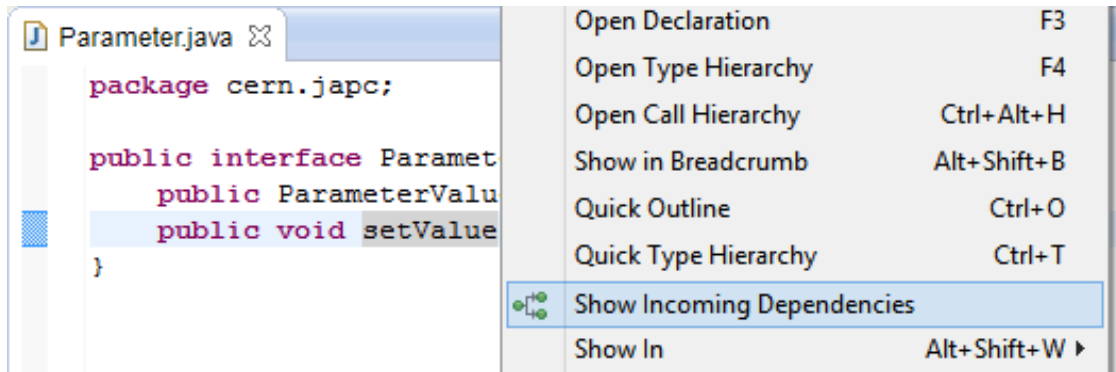 Parameter.java
package cern.japc;
public interface Paramet
public ParameterValu
public void setValue
}
Open Declaration F3
Open Type Hierarchy F4
Open Call Hierarchy Ctrl+Alt+H
Show in Breadcrumb Alt+Shift+B
Quick Outline Ctrl+O
Quick Type Hierarchy Ctrl+T
Show Incoming Dependencies
Show In Alt+Shift+W